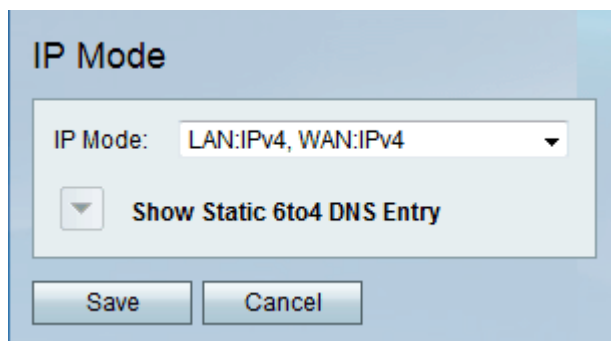 IP Mode
IP Mode: LAN:IPv4, WAN:IPv4
Show Static 6to4 DNS Entry
Save Cancel